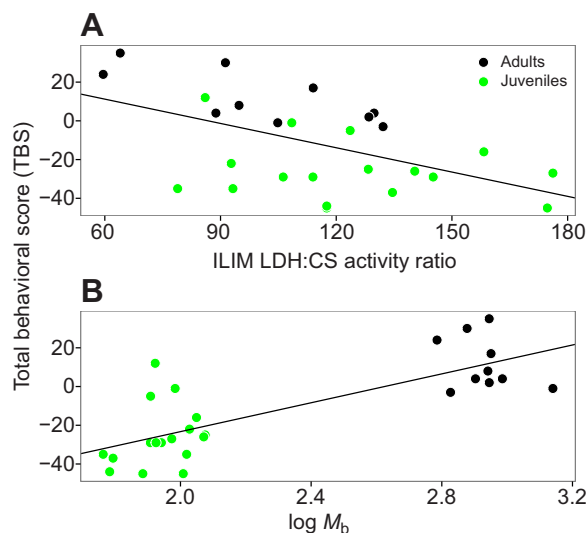 A
Adults
Juveniles
20
0
−20
−40
60
90
120
150
180
ILIM LDH:CS activity ratio
Total behavioral score (TBS)
B
20
0
−20
−40
2.0
2.4
2.8
3.2
log Mb